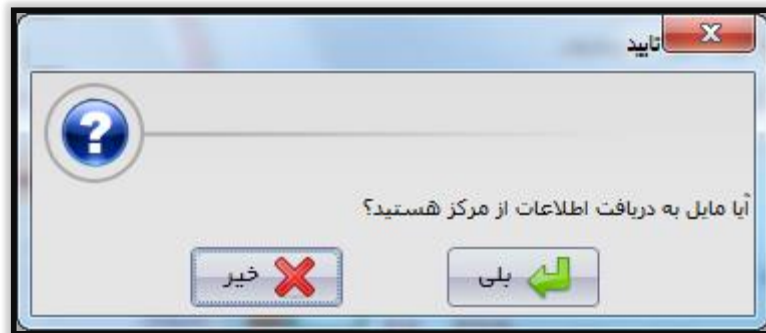 تایید
آیا مایل به دریافت اطلاعات از مرکز هستید؟
بلی
خیر